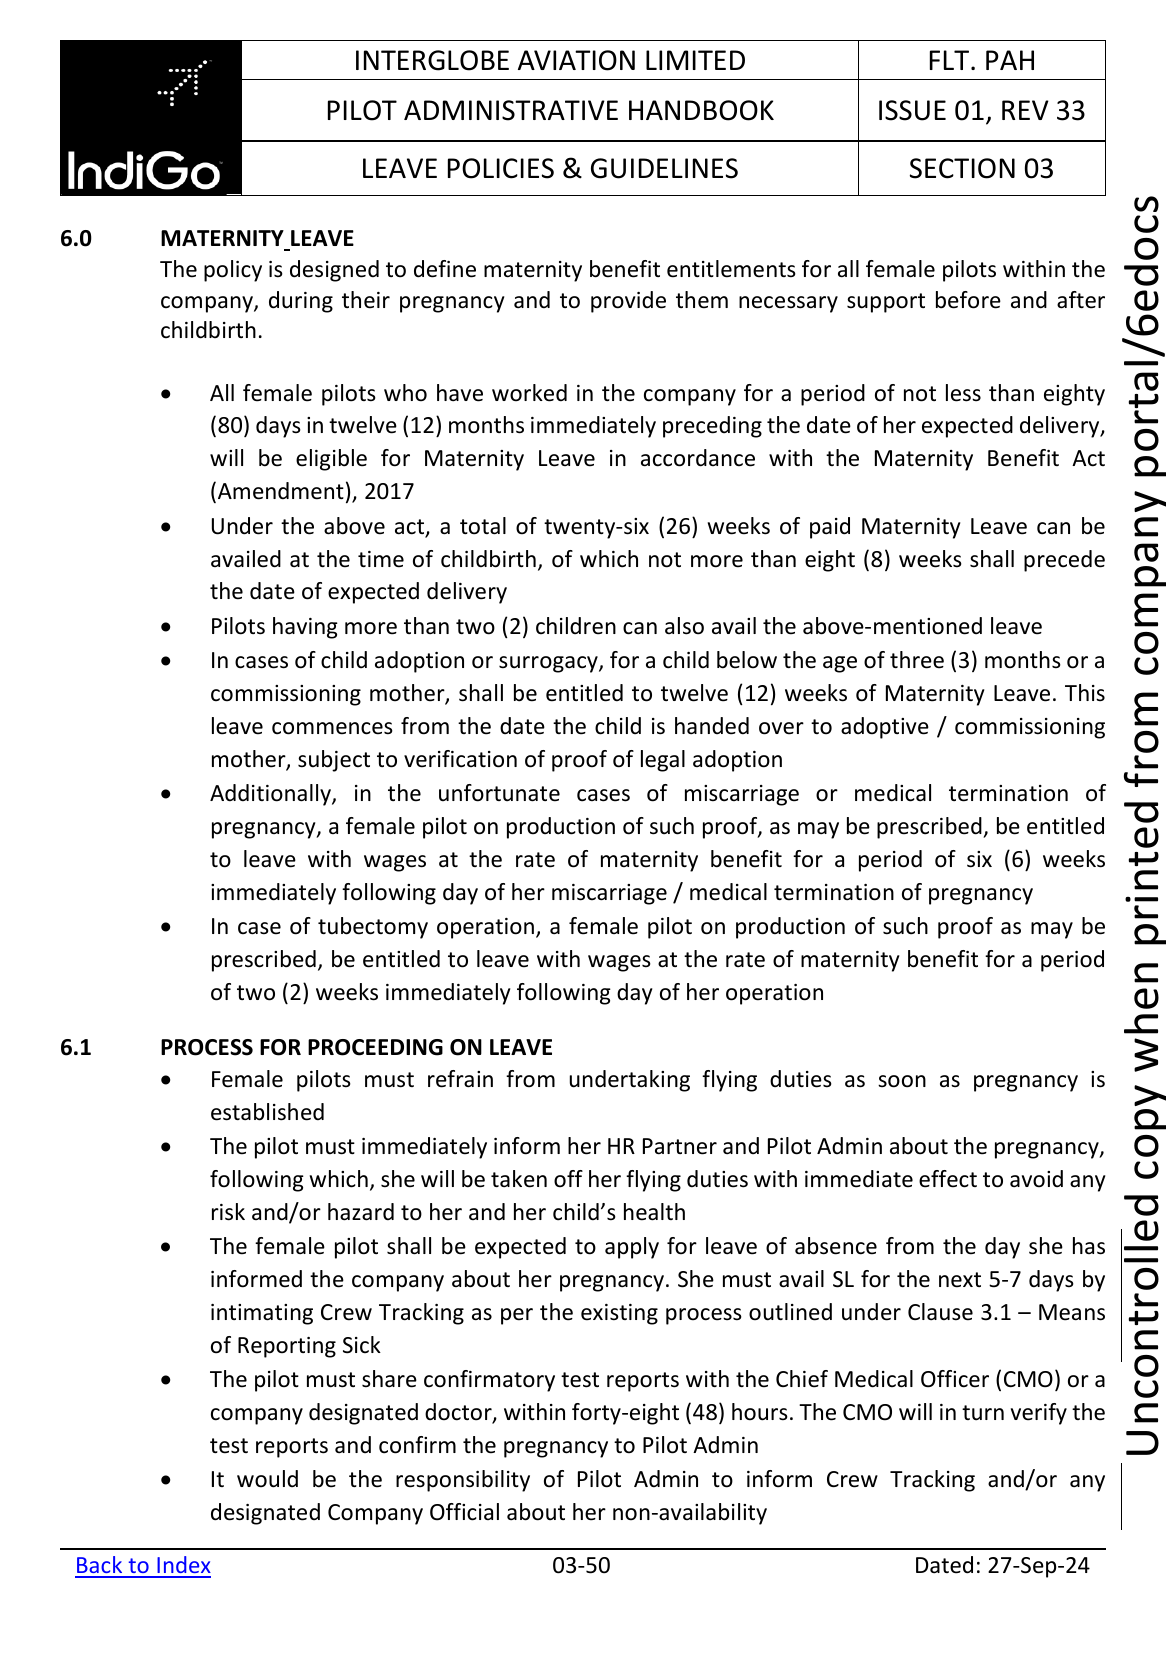 INTERGLOBE AVIATION LIMITED
FLT. PAH
PILOT ADMINISTRATIVE HANDBOOK
ISSUE 01, REV 33
IndiGo
LEAVE POLICIES & GUIDELINES
SECTION 03
6.0 MATERNITY LEAVE
The policy is designed to define maternity benefit entitlements for all female pilots within the
company, during their pregnancy and to provide them necessary support before and after
childbirth.
• All female pilots who have worked in the company for a period of not less than eighty
(80) days in twelve (12) months immediately preceding the date of her expected delivery,
will be eligible for Maternity Leave in accordance with the Maternity Benefit Act
(Amendment), 2017
• Under the above act, a total of twenty-six (26) weeks of paid Maternity Leave can be
availed at the time of childbirth, of which not more than eight (8) weeks shall precede
the date of expected delivery
• Pilots having more than two (2) children can also avail the above-mentioned leave
• In cases of child adoption or surrogacy, for a child below the age of three (3) months or a
commissioning mother, shall be entitled to twelve (12) weeks of Maternity Leave. This
leave commences from the date the child is handed over to adoptive / commissioning
mother, subject to verification of proof of legal adoption
• Additionally, in the unfortunate cases of miscarriage or medical termination of
pregnancy, a female pilot on production of such proof, as may be prescribed, be entitled
to leave with wages at the rate of maternity benefit for a period of six (6) weeks
immediately following day of her miscarriage / medical termination of pregnancy
• In case of tubectomy operation, a female pilot on production of such proof as may be
prescribed, be entitled to leave with wages at the rate of maternity benefit for a period
of two (2) weeks immediately following day of her operation
6.1 PROCESS FOR PROCEEDING ON LEAVE
• Female pilots must refrain from undertaking flying duties as soon as pregnancy is
established
• The pilot must immediately inform her HR Partner and Pilot Admin about the pregnancy,
following which, she will be taken off her flying duties with immediate effect to avoid any
risk and/or hazard to her and her child’s health
• The female pilot shall be expected to apply for leave of absence from the day she has
informed the company about her pregnancy. She must avail SL for the next 5-7 days by
intimating Crew Tracking as per the existing process outlined under Clause 3.1 – Means
of Reporting Sick
• The pilot must share confirmatory test reports with the Chief Medical Officer (CMO) or a
company designated doctor, within forty-eight (48) hours. The CMO will in turn verify the
test reports and confirm the pregnancy to Pilot Admin
• It would be the responsibility of Pilot Admin to inform Crew Tracking and/or any
designated Company Official about her non-availability
Back to Index
03-50
Dated: 27-Sep-24
Uncontrolled copy when printed from company portal/6edocs